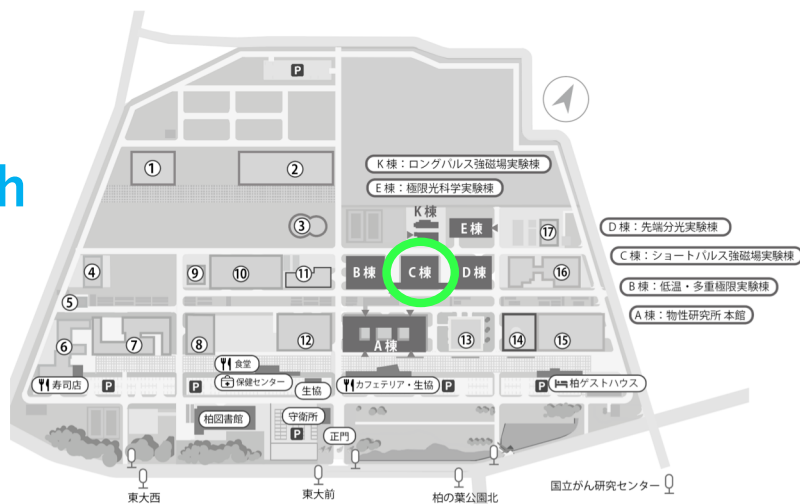 h
P
① ②
K 棟：ロングパルス強磁場実験棟
E 棟：極限光科学実験棟
③
K 棟
E 棟
⑰
D 棟：先端分光実験棟
C 棟：ショートパルス強磁場実験棟
B 棟：低温・多重極限実験棟
A 棟：物性研究所 本館
④ ⑨ ⑩ ⑪ B 棟 C 棟 D 棟 ⑯
⑤
⑥ ⑦ ⑧ ⑫ A 棟 ⑬ ⑭ ⑮
食堂
保健センター
寿司店 P P 生協 カフェテリア・生協 P P 柏ゲストハウス
柏図書館
守衛所
P
正門
東大西
東大前
柏の葉公園北
国立がん研究センター